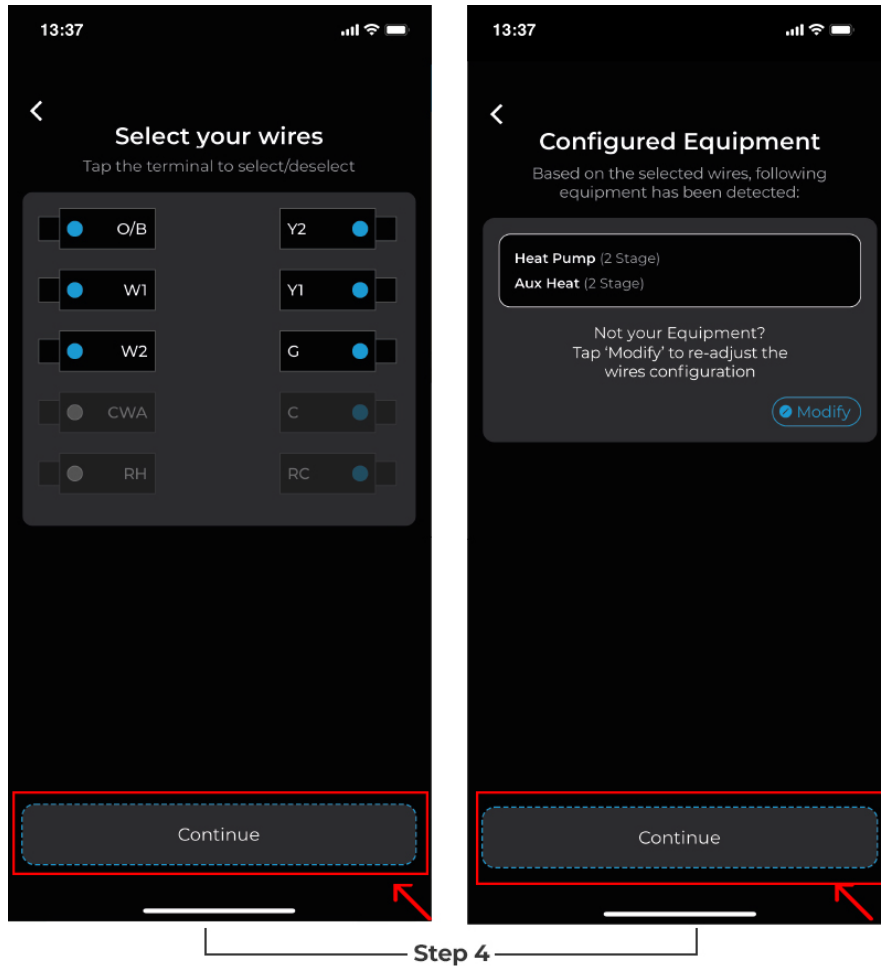 13:37
Select your wires
Tap the terminal to select/deselect
O/B
Y2
W1
Y1
W2
G
CWA
C
RH
RC
Continue
13:37
Configured Equipment
Based on the selected wires, following
equipment has been detected:
Heat Pump (2 Stage)
Aux Heat (2 Stage)
Not your Equipment?
Tap ‘Modify’ to re-adjust the
wires configuration
Modify
Continue
Step 4